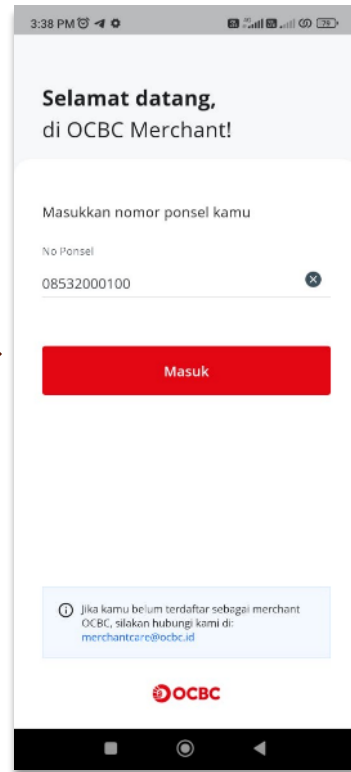 3:38 PM
79
Selamat datang,
di OCBC Merchant!
Masukkan nomor ponsel kamu
No Ponsel
08532000100
Masuk
Jika kamu belum terdaftar sebagai merchant
OCBC, silakan hubungi kami di:
merchantcare@ocbc.id
OCBC